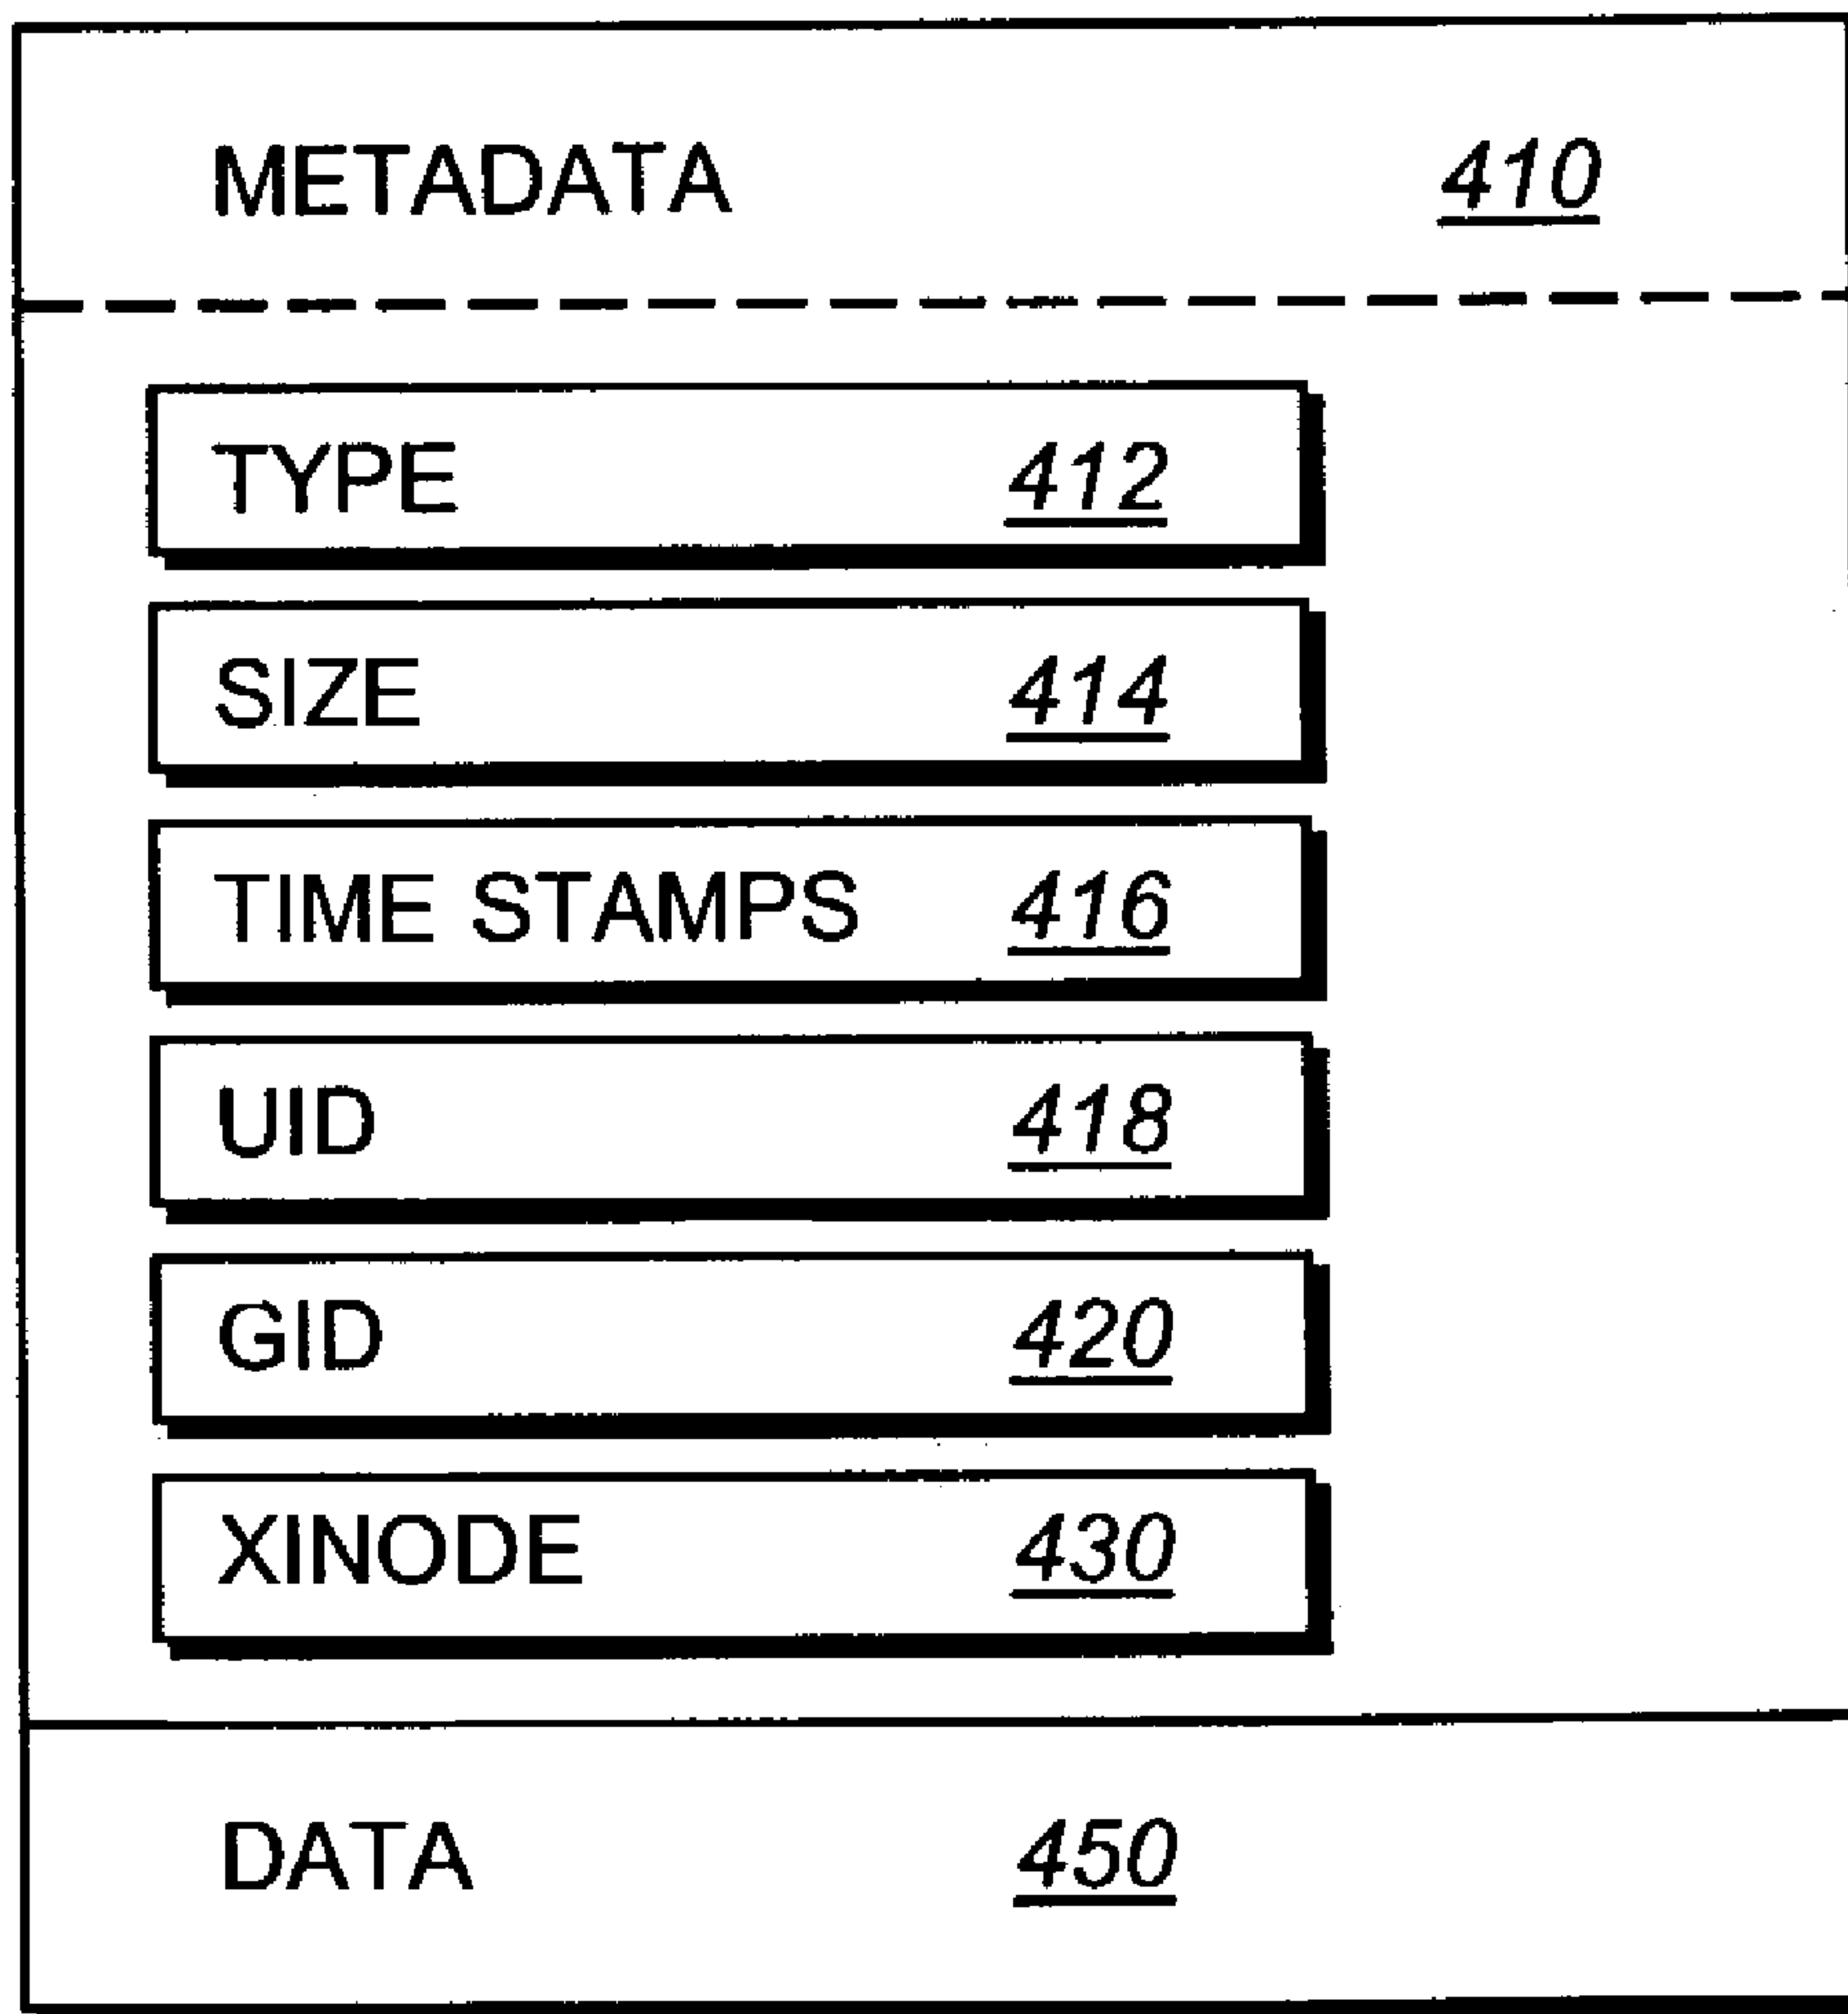 METADATA 410
TYPE 412
SIZE 414
TIME STAMPS 416
UID 418
GID 420
XINODE 430
DATA 450